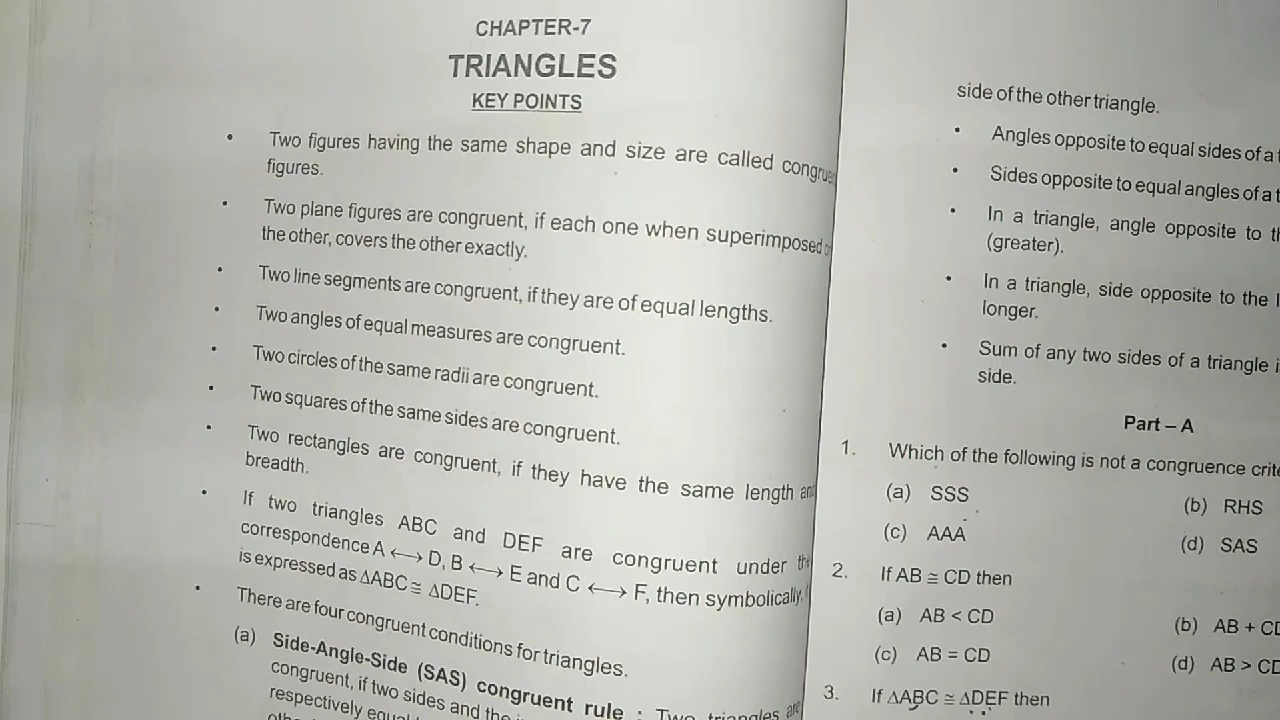 CHAPTER-7
TRIANGLES
KEY POINTS
• Two figures having the same shape and size are called
figures.
• Two plane figures are congruent, if each one when superimposed
the other, covers the other exactly.
• Two line segments are congruent, if they are of equal lengths.
• Two angles of equal measures are congruent.
• Two circles of the same radii are congruent.
• Two squares of the same sides are congruent.
• Two rectangles are congruent, if they have the same length
breadth.
• If two triangles ABC and DEF are congruent under
correspondence A ⟷ D, B ⟷ E and C ⟷ F, then symbolically,
is expressed as ΔABC ≅ ΔDEF.
• There are four congruent conditions for triangles.
(a) Side-Angle-Side (SAS) congruent rule : Two triangles
congruent, if two sides and the
respectively
side of the other triangle.
• Angles opposite to equal sides of a
• Sides opposite to equal angles of a
• In a triangle, angle opposite to
(greater).
• In a triangle, side opposite to the
longer.
• Sum of any two sides of a triangle
side.
Part – A
1. Which of the following is not a congruence
(a) SSS (b) RHS
(c) AAA (d) SAS
2. If AB ≅ CD then
(a) AB < CD (b) AB +
(c) AB = CD (d) AB > CD
3. If ΔABC ≅ ΔDEF then